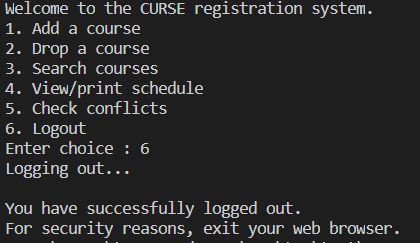 Welcome to the CURSE registration system.
1. Add a course
2. Drop a course
3. Search courses
4. View/print schedule
5. Check conflicts
6. Logout
Enter choice : 6
Logging out...
You have successfully logged out.
For security reasons, exit your web browser.